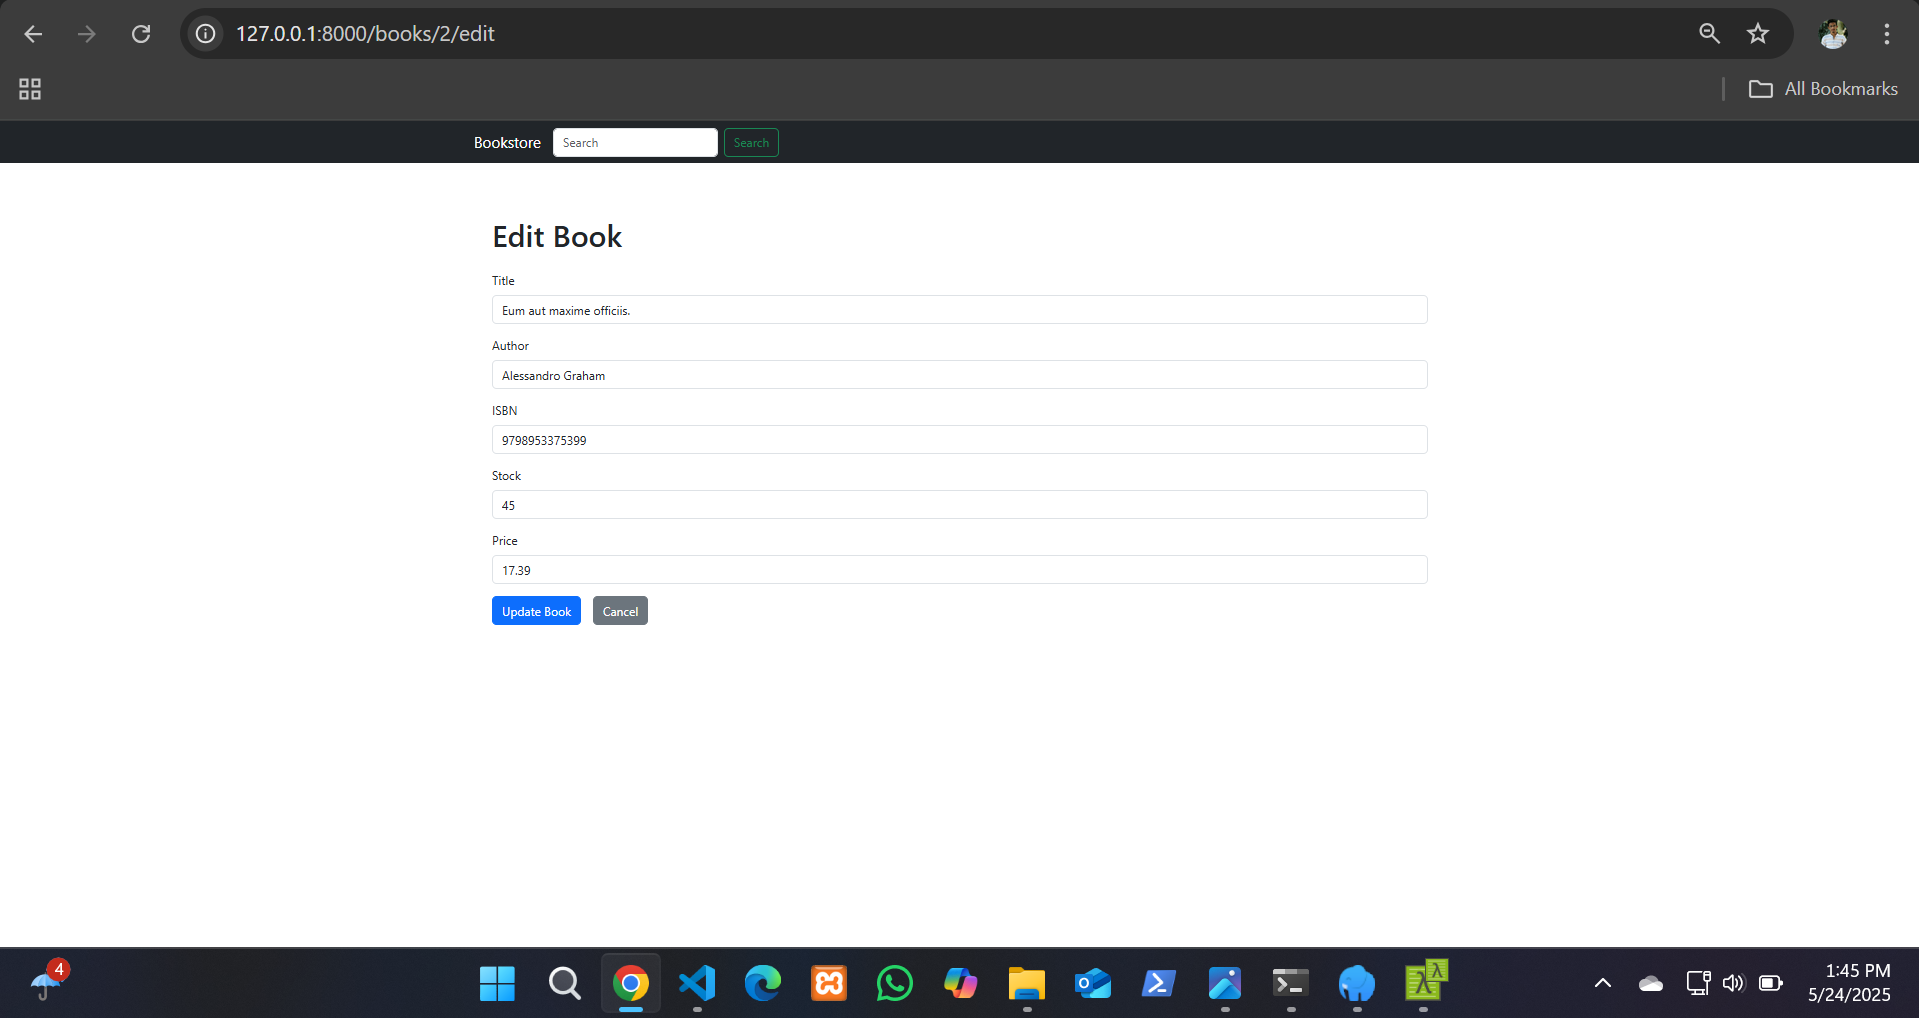 127.0.0.1:8000/books/2/edit
All Bookmarks
Bookstore Search Search
Edit Book
Title
Eum aut maxime officiis.
Author
Alessandro Graham
ISBN
9798953375399
Stock
45
Price
17.39
Update Book Cancel
4
1:45 PM
5/24/2025